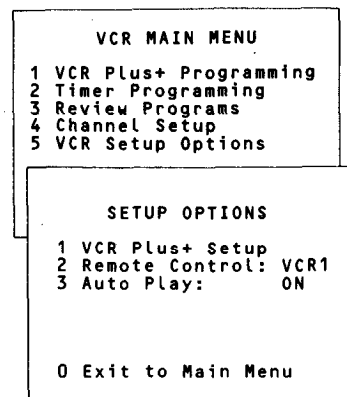 VCR MAIN MENU
1 VCR Plus+ Programming
2 Timer Programming
3 Review Programs
4 Channel Setup
5 VCR Setup Options
SETUP OPTIONS
1 VCR Plus+ Setup
2 Remote Control: VCR1
3 Auto Play: ON
0 Exit to Main Menu